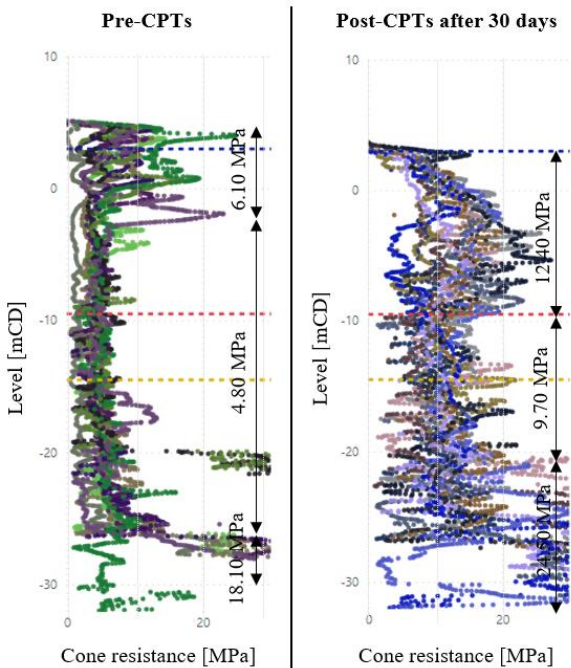 Pre-CPTs
Post-CPTs after 30 days
10
0
-10
-20
-30
Level [mCD]
6.10 MPa
4.80 MPa
18.10 MPa
0
20
Cone resistance [MPa]
10
0
-10
-20
-30
Level [mCD]
12.40 MPa
9.70 MPa
24.60 MPa
0
10
20
Cone resistance [MPa]